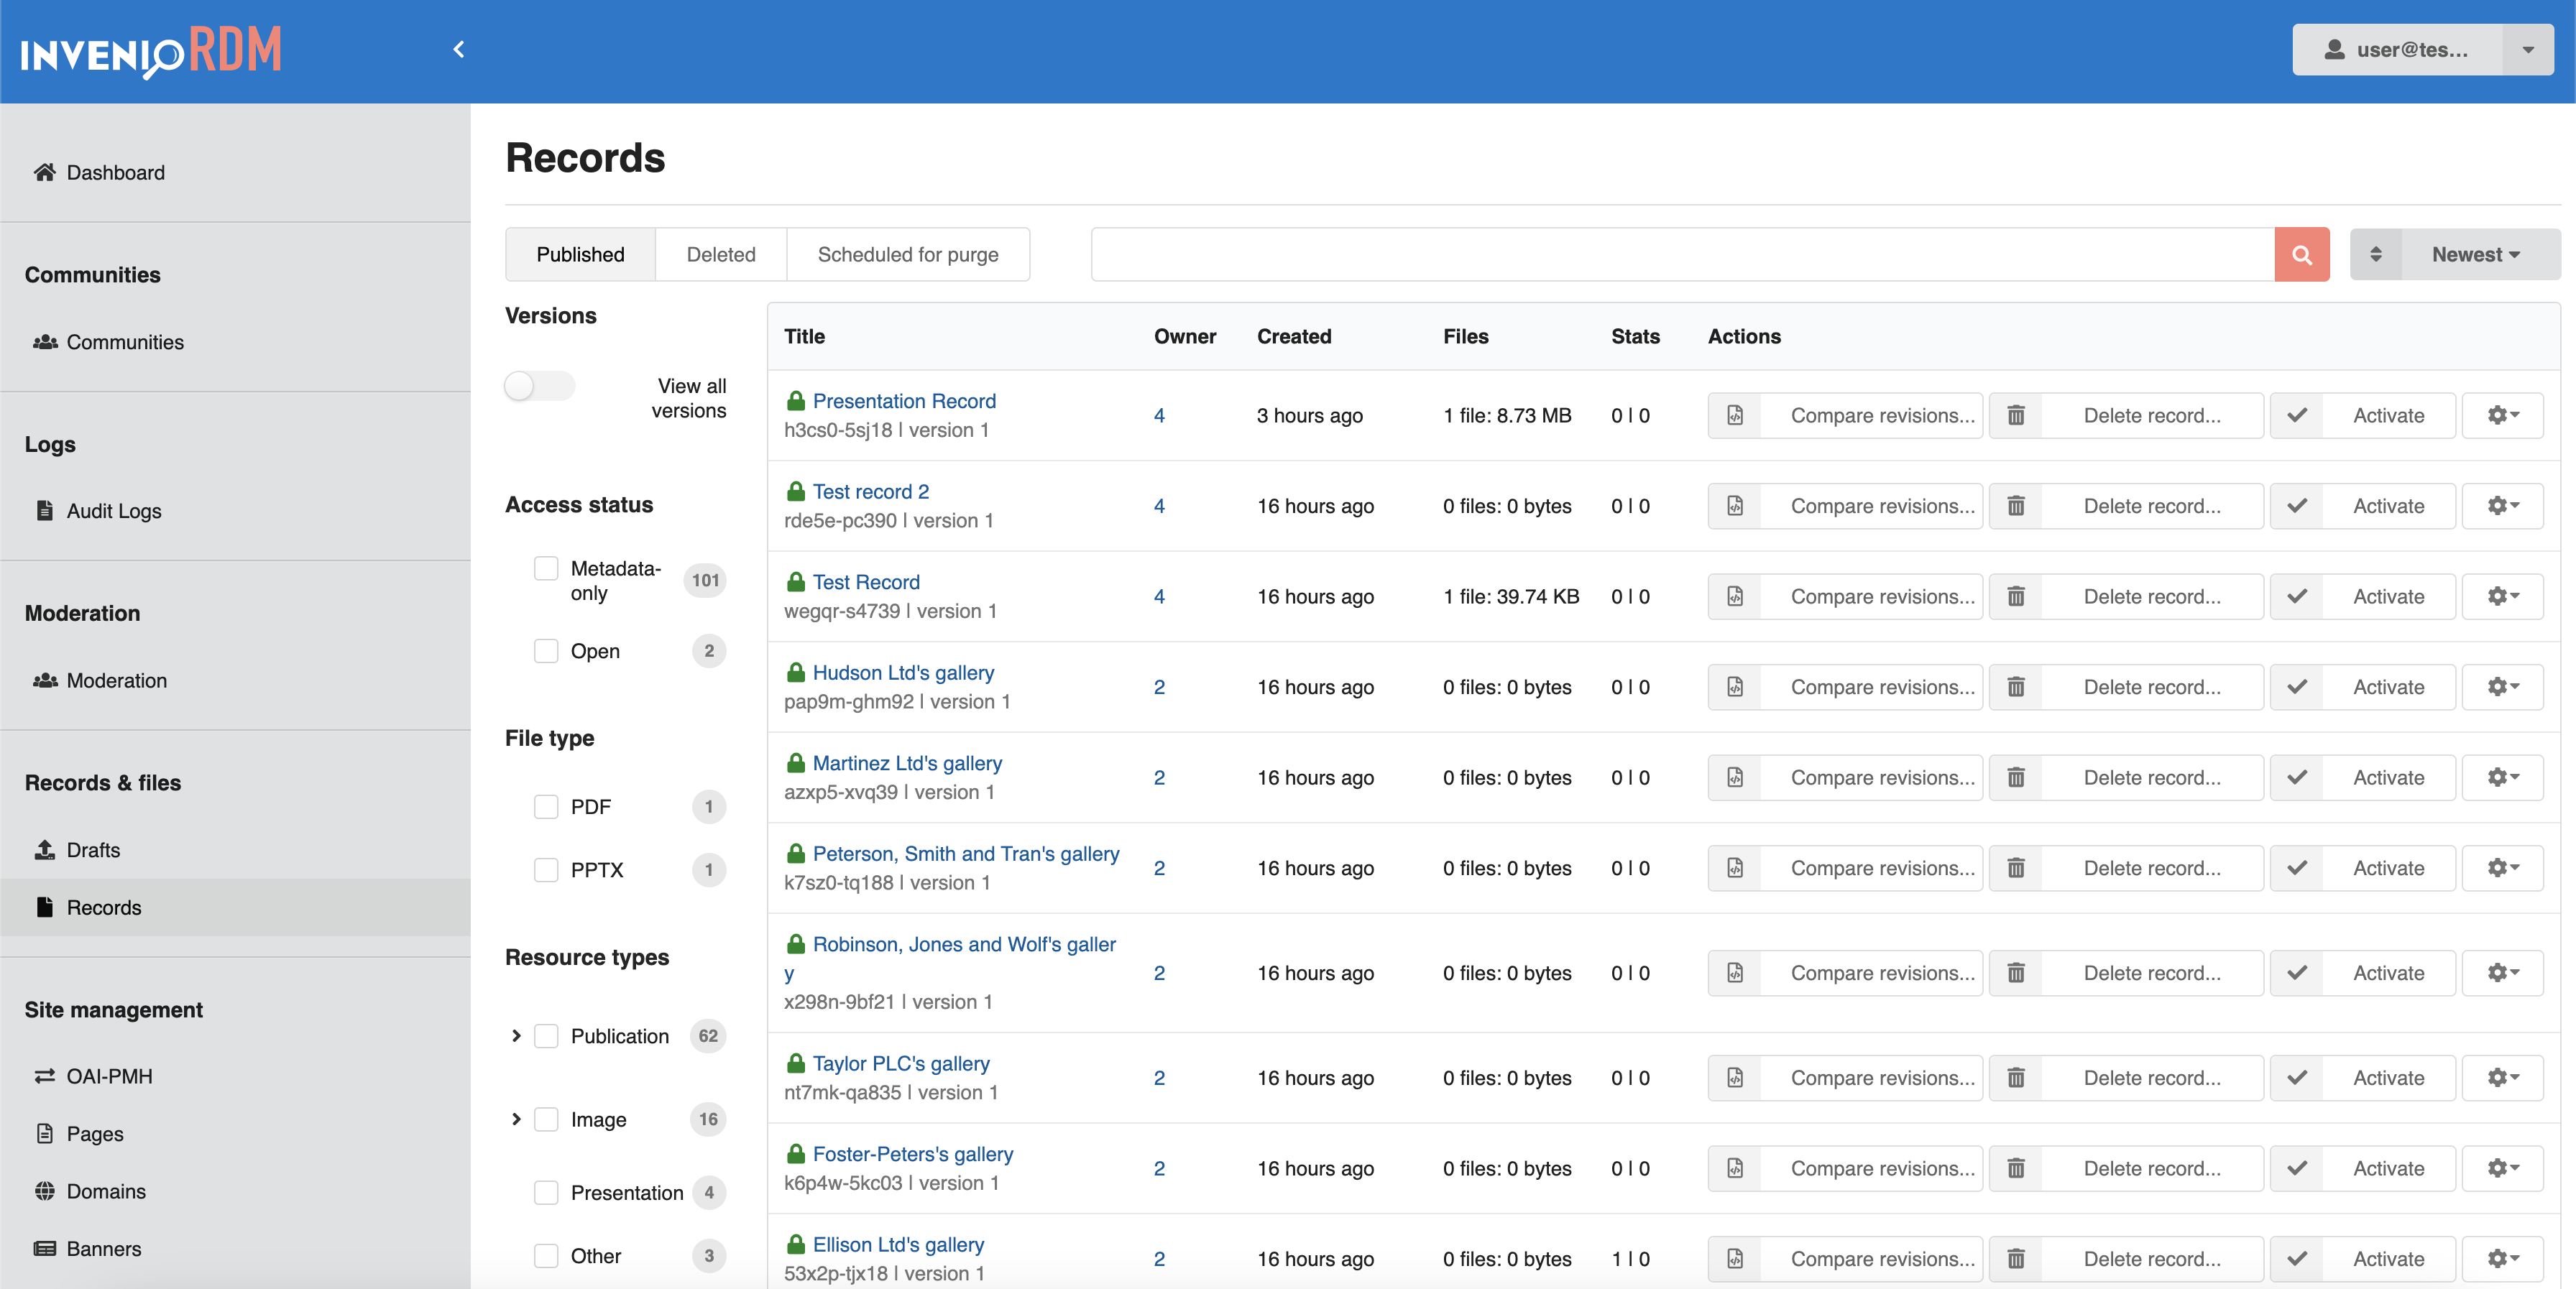 INVENIORDM
user@tes...
Dashboard
Communities
Communities
Logs
Audit Logs
Moderation
Moderation
Records & files
Drafts
Records
Site management
OAI-PMH
Pages
Domains
Banners
Records
Published Deleted Scheduled for purge
Newest
Versions
View all
versions
Access status
Metadata-
only 101
Open 2
File type
PDF 1
PPTX 1
Resource types
Publication 62
Image 16
Presentation 4
Other 3
Title Owner Created Files Stats Actions
Presentation Record
h3cs0-5sj18 | version 1
4 3 hours ago 1 file: 8.73 MB 0 | 0 Compare revisions... Delete record... Activate
Test record 2
rde5e-pc390 | version 1
4 16 hours ago 0 files: 0 bytes 0 | 0 Compare revisions... Delete record... Activate
Test Record
wegqr-s4739 | version 1
4 16 hours ago 1 file: 39.74 KB 0 | 0 Compare revisions... Delete record... Activate
Hudson Ltd's gallery
pap9m-ghm92 | version 1
2 16 hours ago 0 files: 0 bytes 0 | 0 Compare revisions... Delete record... Activate
Martinez Ltd's gallery
azxp5-xvq39 | version 1
2 16 hours ago 0 files: 0 bytes 0 | 0 Compare revisions... Delete record... Activate
Peterson, Smith and Tran's gallery
k7sz0-tq188 | version 1
2 16 hours ago 0 files: 0 bytes 0 | 0 Compare revisions... Delete record... Activate
Robinson, Jones and Wolf's galler
y
x298n-9bf21 | version 1
2 16 hours ago 0 files: 0 bytes 0 | 0 Compare revisions... Delete record... Activate
Taylor PLC's gallery
nt7mk-qa835 | version 1
2 16 hours ago 0 files: 0 bytes 0 | 0 Compare revisions... Delete record... Activate
Foster-Peters's gallery
k6p4w-5kc03 | version 1
2 16 hours ago 0 files: 0 bytes 0 | 0 Compare revisions... Delete record... Activate
Ellison Ltd's gallery
53x2p-tjx18 | version 1
2 16 hours ago 0 files: 0 bytes 1 | 0 Compare revisions... Delete record... Activate